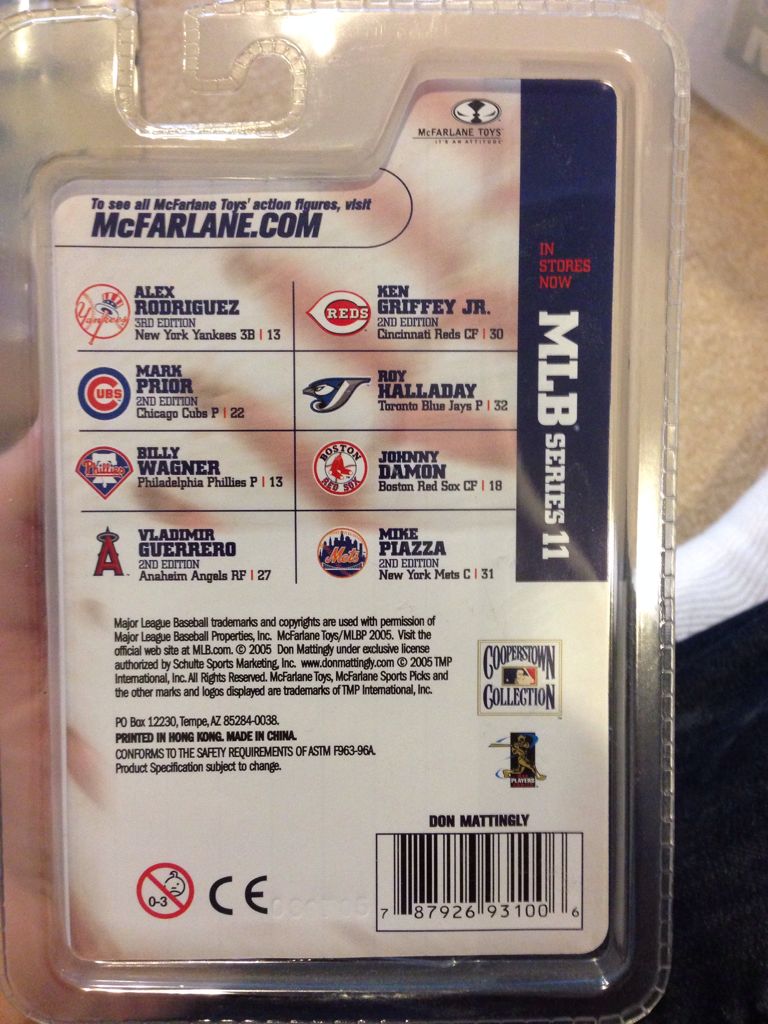 McFARLANE TOYS
IT'S AN ATTITUDE
To see all McFarlane Toys' action figures, visit
McFARLANE.COM
IN
STORES
NOW
MLB SERIES 11
Yankees
ALEX
RODRIGUEZ
3RD EDITION
New York Yankees 3B | 13
REDS
KEN
GRIFFEY JR.
2ND EDITION
Cincinnati Reds CF | 30
CUBS
MARK
PRIOR
2ND EDITION
Chicago Cubs P | 22
ROY
HALLADAY
Toronto Blue Jays P | 32
Phillies
BILLY
WAGNER
Philadelphia Phillies P | 13
BOSTON
RED SOX
JOHNNY
DAMON
Boston Red Sox CF | 18
A
VLADIMIR
GUERRERO
2ND EDITION
Anaheim Angels RF | 27
Mets
MIKE
PIAZZA
2ND EDITION
New York Mets C | 31
Major League Baseball trademarks and copyrights are used with permission of
Major League Baseball Properties, Inc. McFarlane Toys/MLBP 2005. Visit the
official web site at MLB.com. © 2005 Don Mattingly under exclusive license
authorized by Schulte Sports Marketing, Inc. www.donmattingly.com © 2005 TMP
International, Inc. All Rights Reserved. McFarlane Toys, McFarlane Sports Picks and
the other marks and logos displayed are trademarks of TMP International, Inc.
COOPERSTOWN
COLLECTION
PO Box 12230, Tempe, AZ 85284-0038.
PRINTED IN HONG KONG. MADE IN CHINA.
CONFORMS TO THE SAFETY REQUIREMENTS OF ASTM F963-96A.
Product Specification subject to change.
PLAYERS
DON MATTINGLY
0-3
CE
7 87926 93100 6